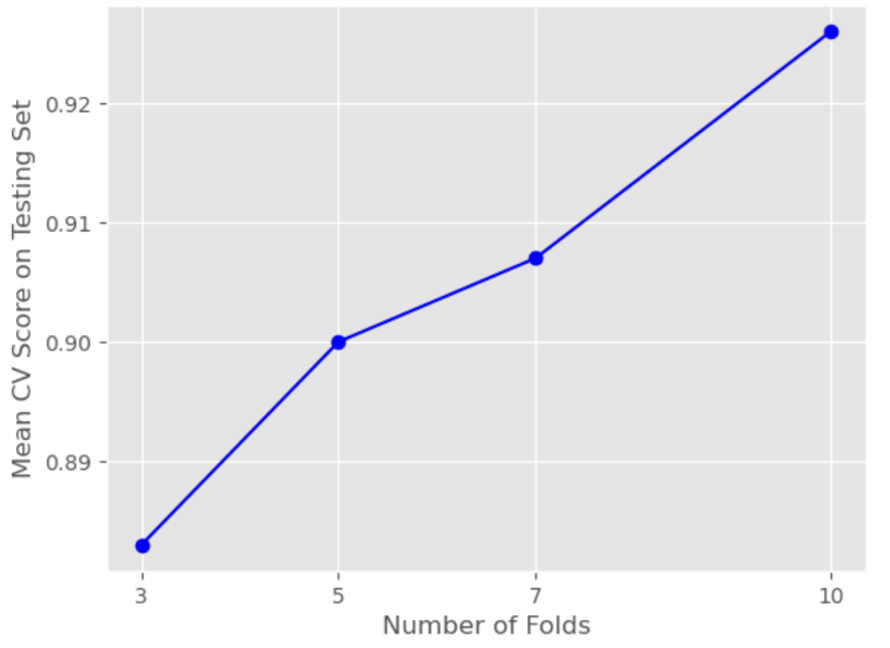 Mean CV Score on Testing Set
0.92
0.91
0.90
0.89
3 5 7 10
Number of Folds